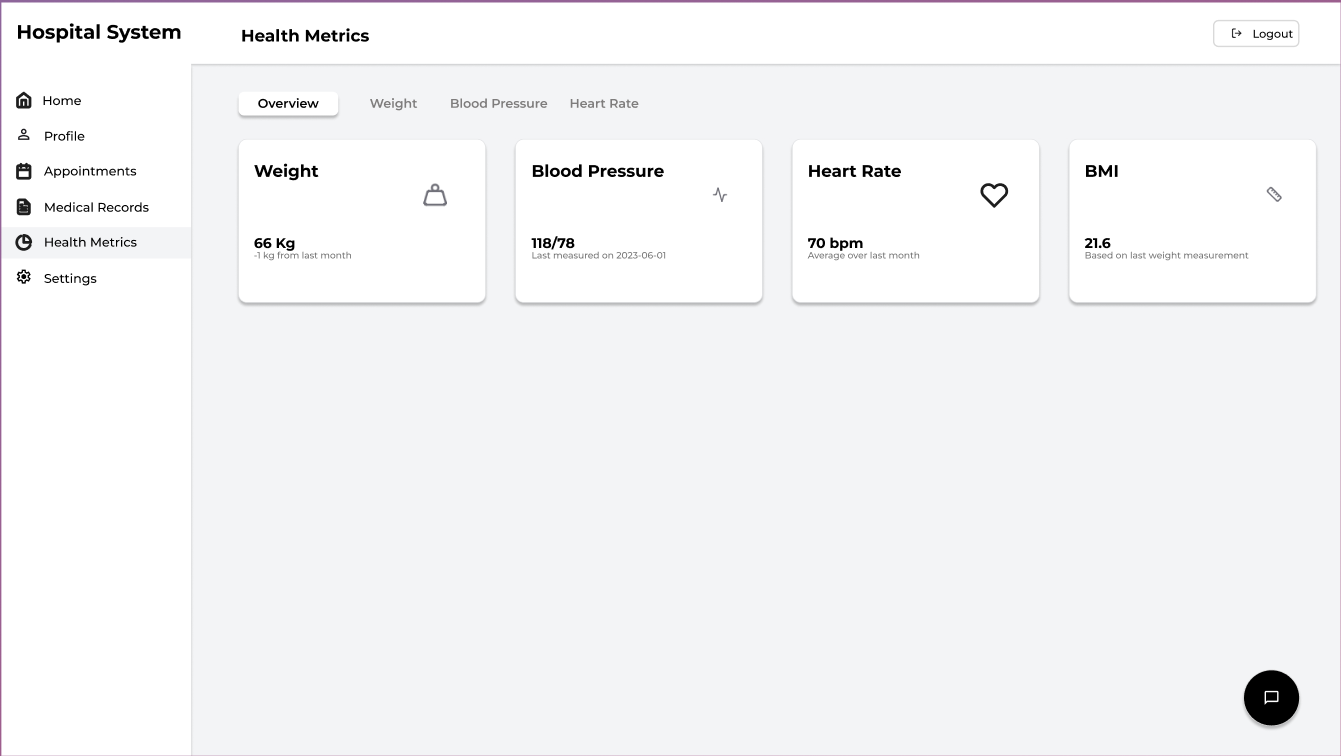 Hospital System
Health Metrics
Logout
Home
Profile
Appointments
Medical Records
Health Metrics
Settings
Overview
Weight
Blood Pressure
Heart Rate
Weight
66 Kg
-1 kg from last month
Blood Pressure
118/78
Last measured on 2023-06-01
Heart Rate
70 bpm
Average over last month
BMI
21.6
Based on last weight measurement